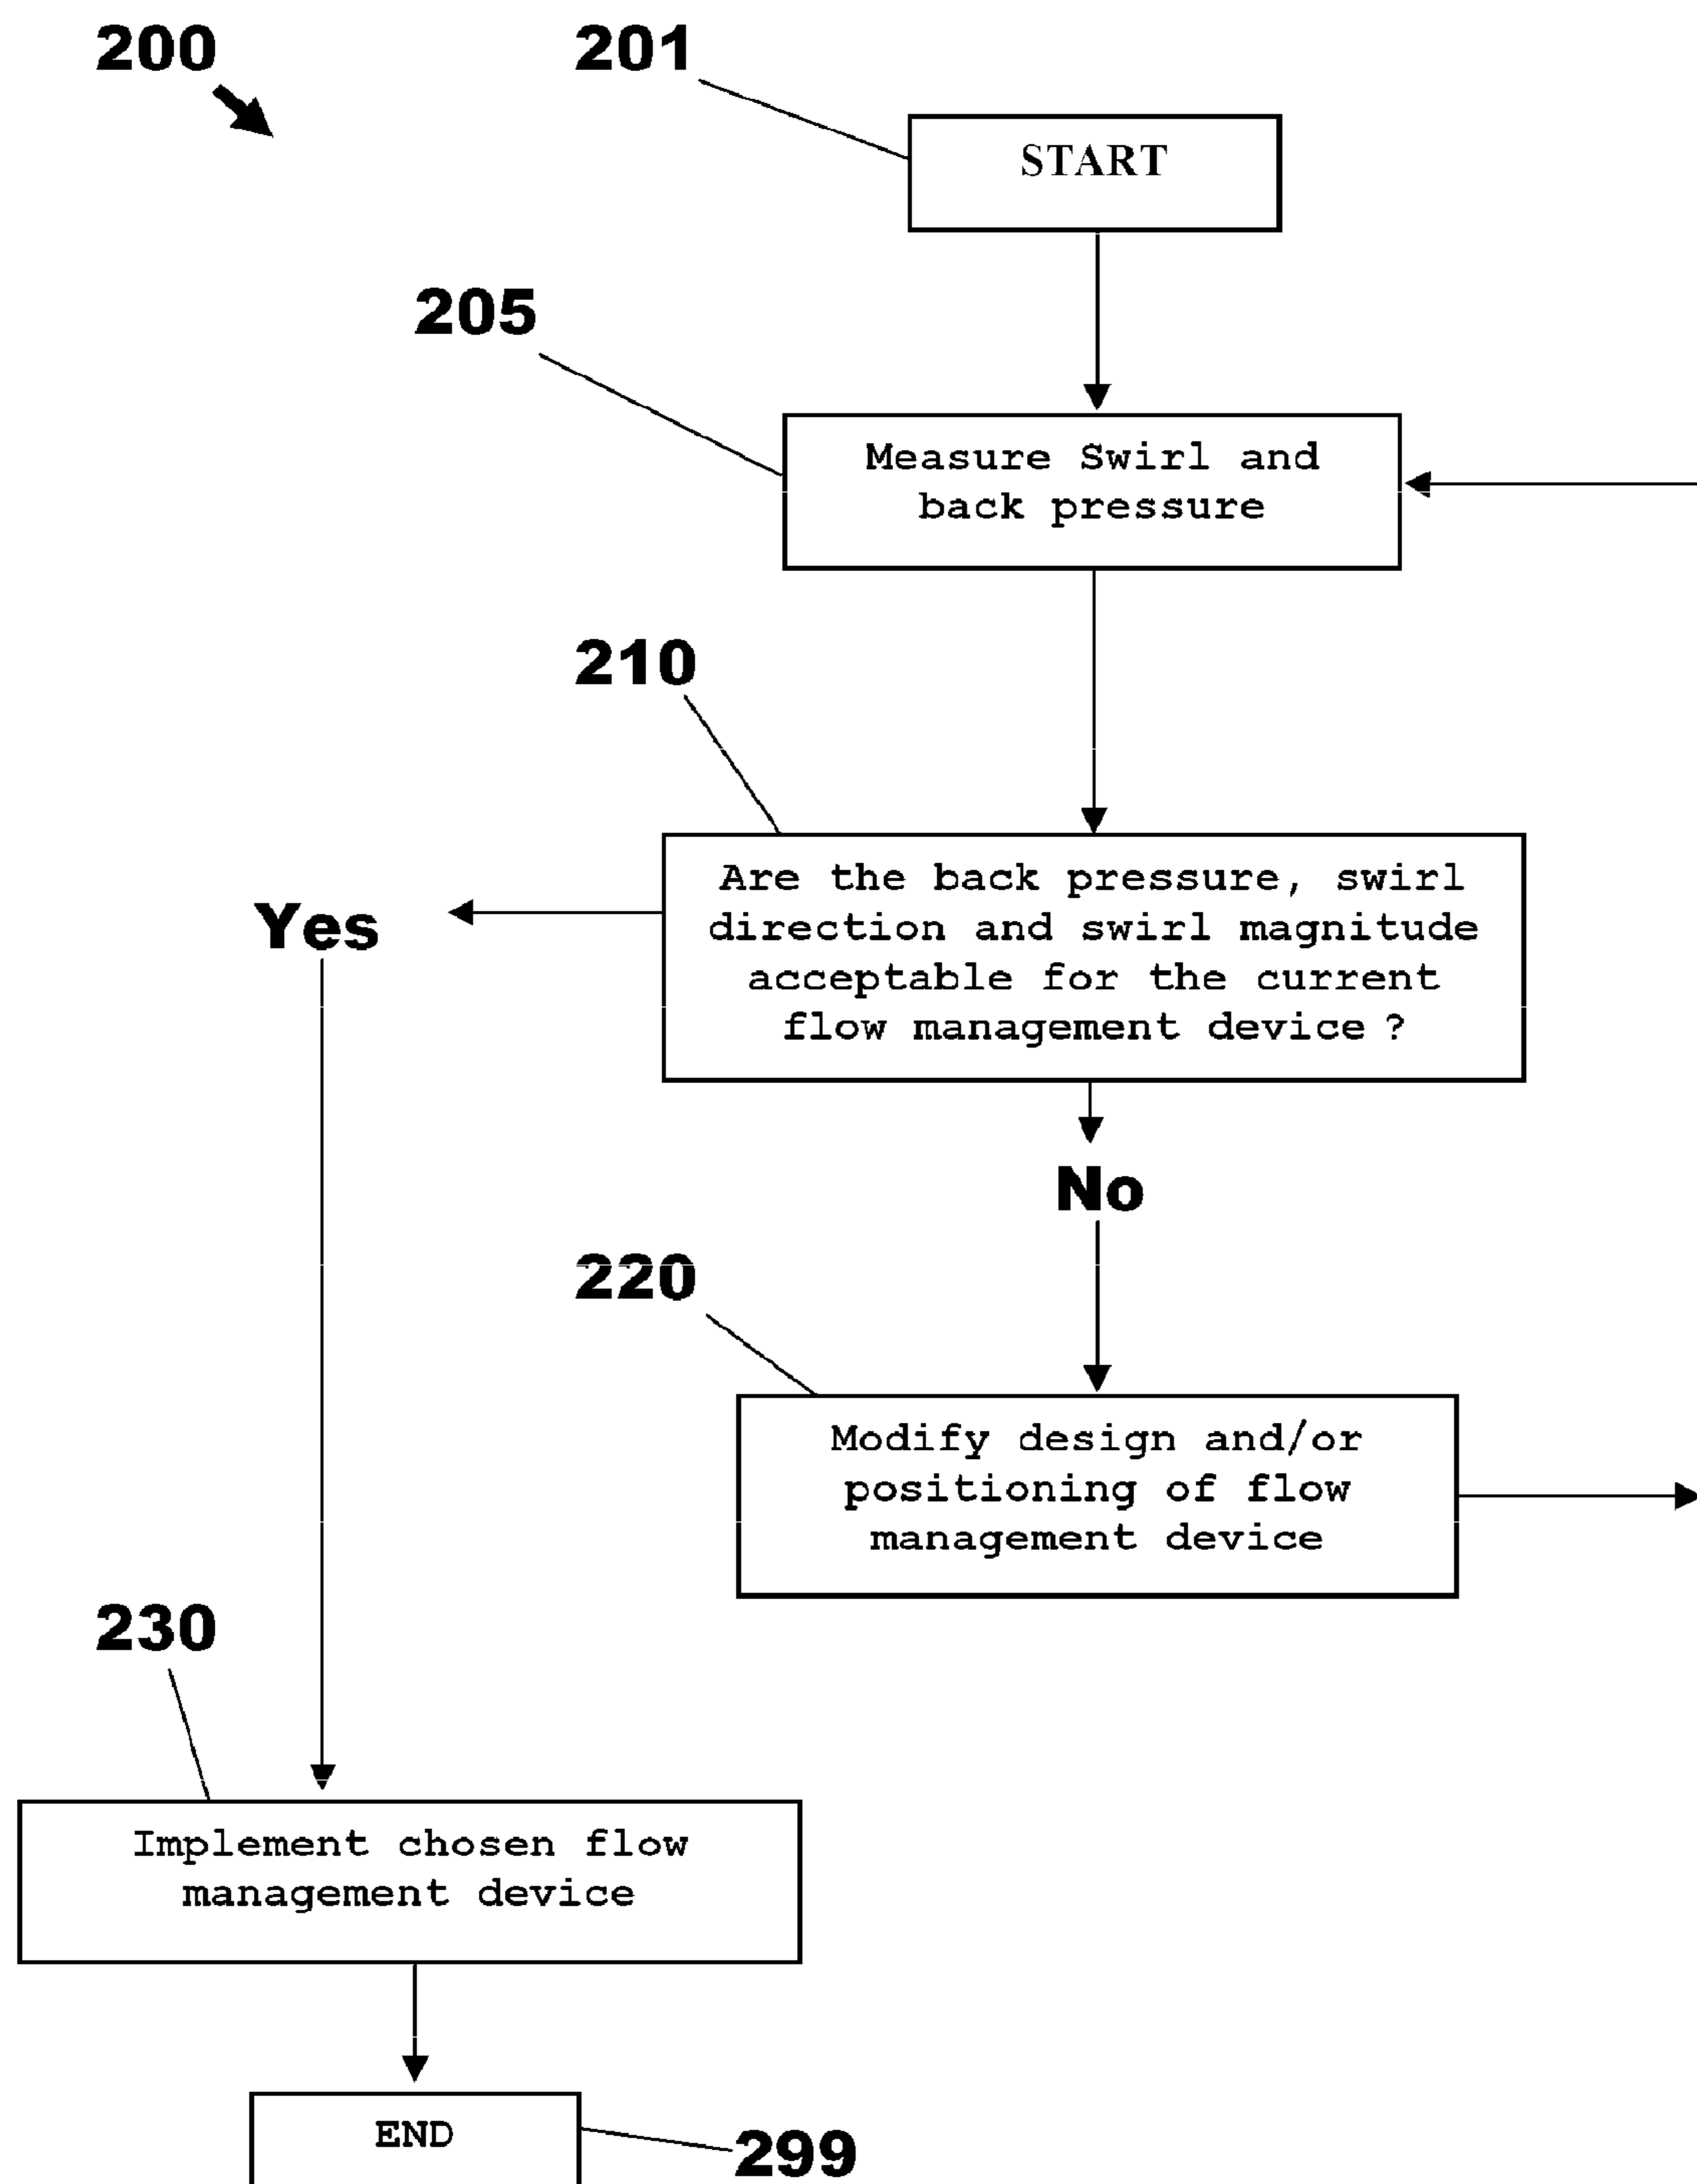 200
201
START
205
Measure Swirl and
back pressure
210
Are the back pressure, swirl
direction and swirl magnitude
acceptable for the current
flow management device ?
Yes
No
220
Modify design and/or
positioning of flow
management device
230
Implement chosen flow
management device
END
299